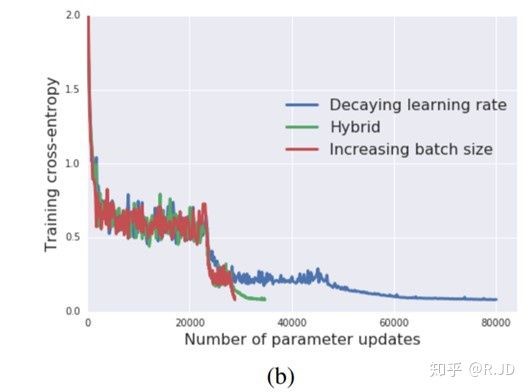 2.0
1.5
1.0
0.5
0.0
Training cross-entropy
Decaying learning rate
Hybrid
Increasing batch size
0 20000 40000 60000 80000
Number of parameter updates
(b)
知乎 @R.JD